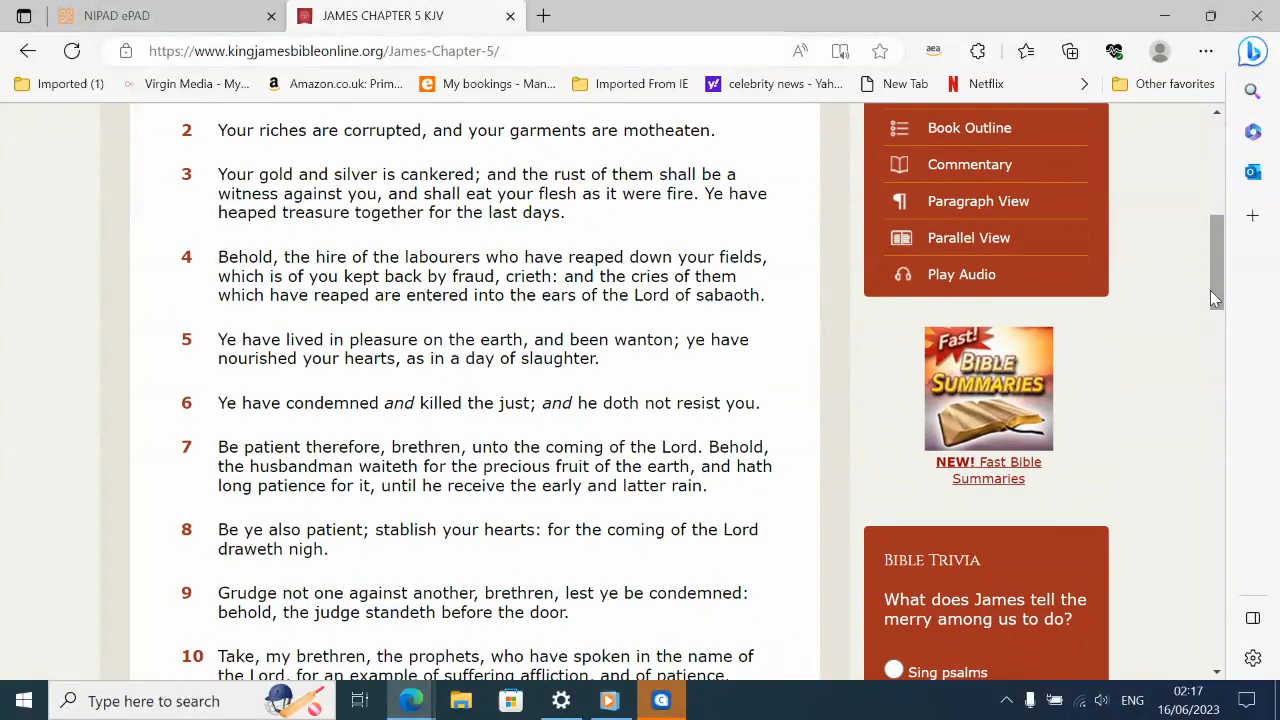 NIPAD ePAD
JAMES CHAPTER 5 KJV
https://www.kingjamesbibleonline.org/James-Chapter-5/
aea
Imported (1)
Virgin Media - My...
Amazon.co.uk: Prim...
My bookings - Man...
Imported From IE
celebrity news - Yah...
New Tab
Netflix
Other favorites
2 Your riches are corrupted, and your garments are motheaten.
3 Your gold and silver is cankered; and the rust of them shall be a
witness against you, and shall eat your flesh as it were fire. Ye have
heaped treasure together for the last days.
4 Behold, the hire of the labourers who have reaped down your fields,
which is of you kept back by fraud, crieth: and the cries of them
which have reaped are entered into the ears of the Lord of sabaoth.
5 Ye have lived in pleasure on the earth, and been wanton; ye have
nourished your hearts, as in a day of slaughter.
6 Ye have condemned and killed the just; and he doth not resist you.
7 Be patient therefore, brethren, unto the coming of the Lord. Behold,
the husbandman waiteth for the precious fruit of the earth, and hath
long patience for it, until he receive the early and latter rain.
8 Be ye also patient; stablish your hearts: for the coming of the Lord
draweth nigh.
9 Grudge not one against another, brethren, lest ye be condemned:
behold, the judge standeth before the door.
10 Take, my brethren, the prophets, who have spoken in the name of
the Lord, for an example of suffering affliction, and of patience.
Book Outline
Commentary
Paragraph View
Parallel View
Play Audio
Fast!
BIBLE
SUMMARIES
NEW! Fast Bible
Summaries
BIBLE TRIVIA
What does James tell the
merry among us to do?
Sing psalms
Type here to search
ENG
02:17
16/06/2023